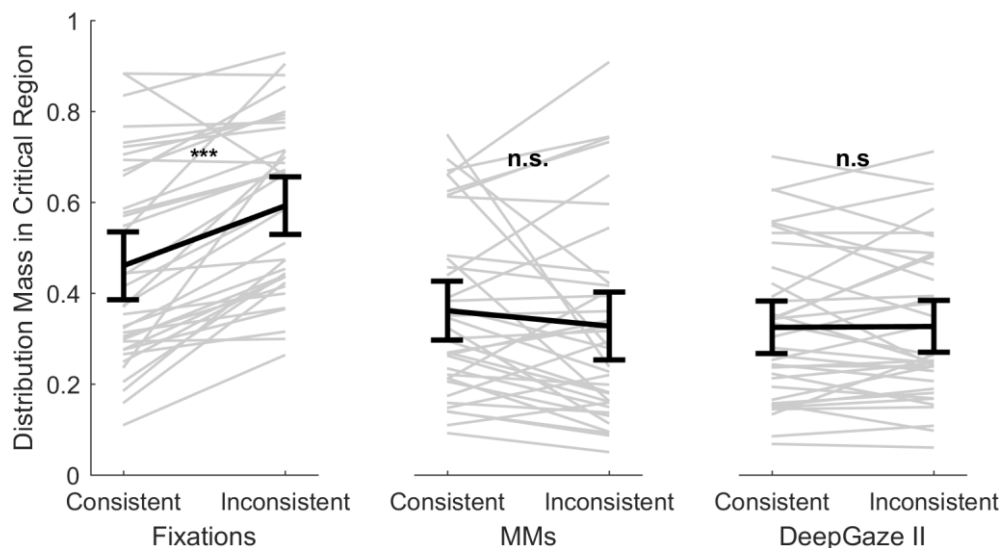 Distribution Mass in Critical Region
1
0.8
0.6
0.4
0.2
0
***
n.s.
n.s
Consistent Inconsistent
Fixations
Consistent Inconsistent
MMs
Consistent Inconsistent
DeepGaze II